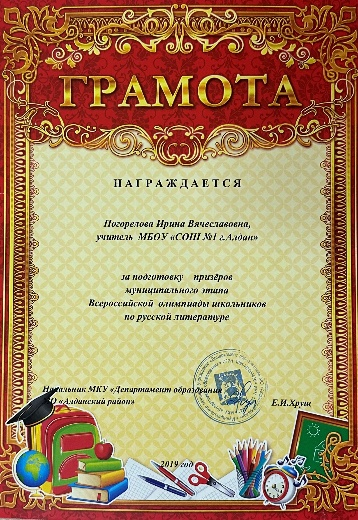 ГРАМОТА
НАГРАЖДАЕТСЯ
Погорелова Ирина Вячеславовна,
учитель МБОУ «СОШ №1 г.Алдан»
за подготовку призёров
муниципального этапа
Всероссийской олимпиады школьников
по русской литературе
Начальник МКУ «Департамент образования
МО «Алданский район» Е.И.Хрущ
2019 год